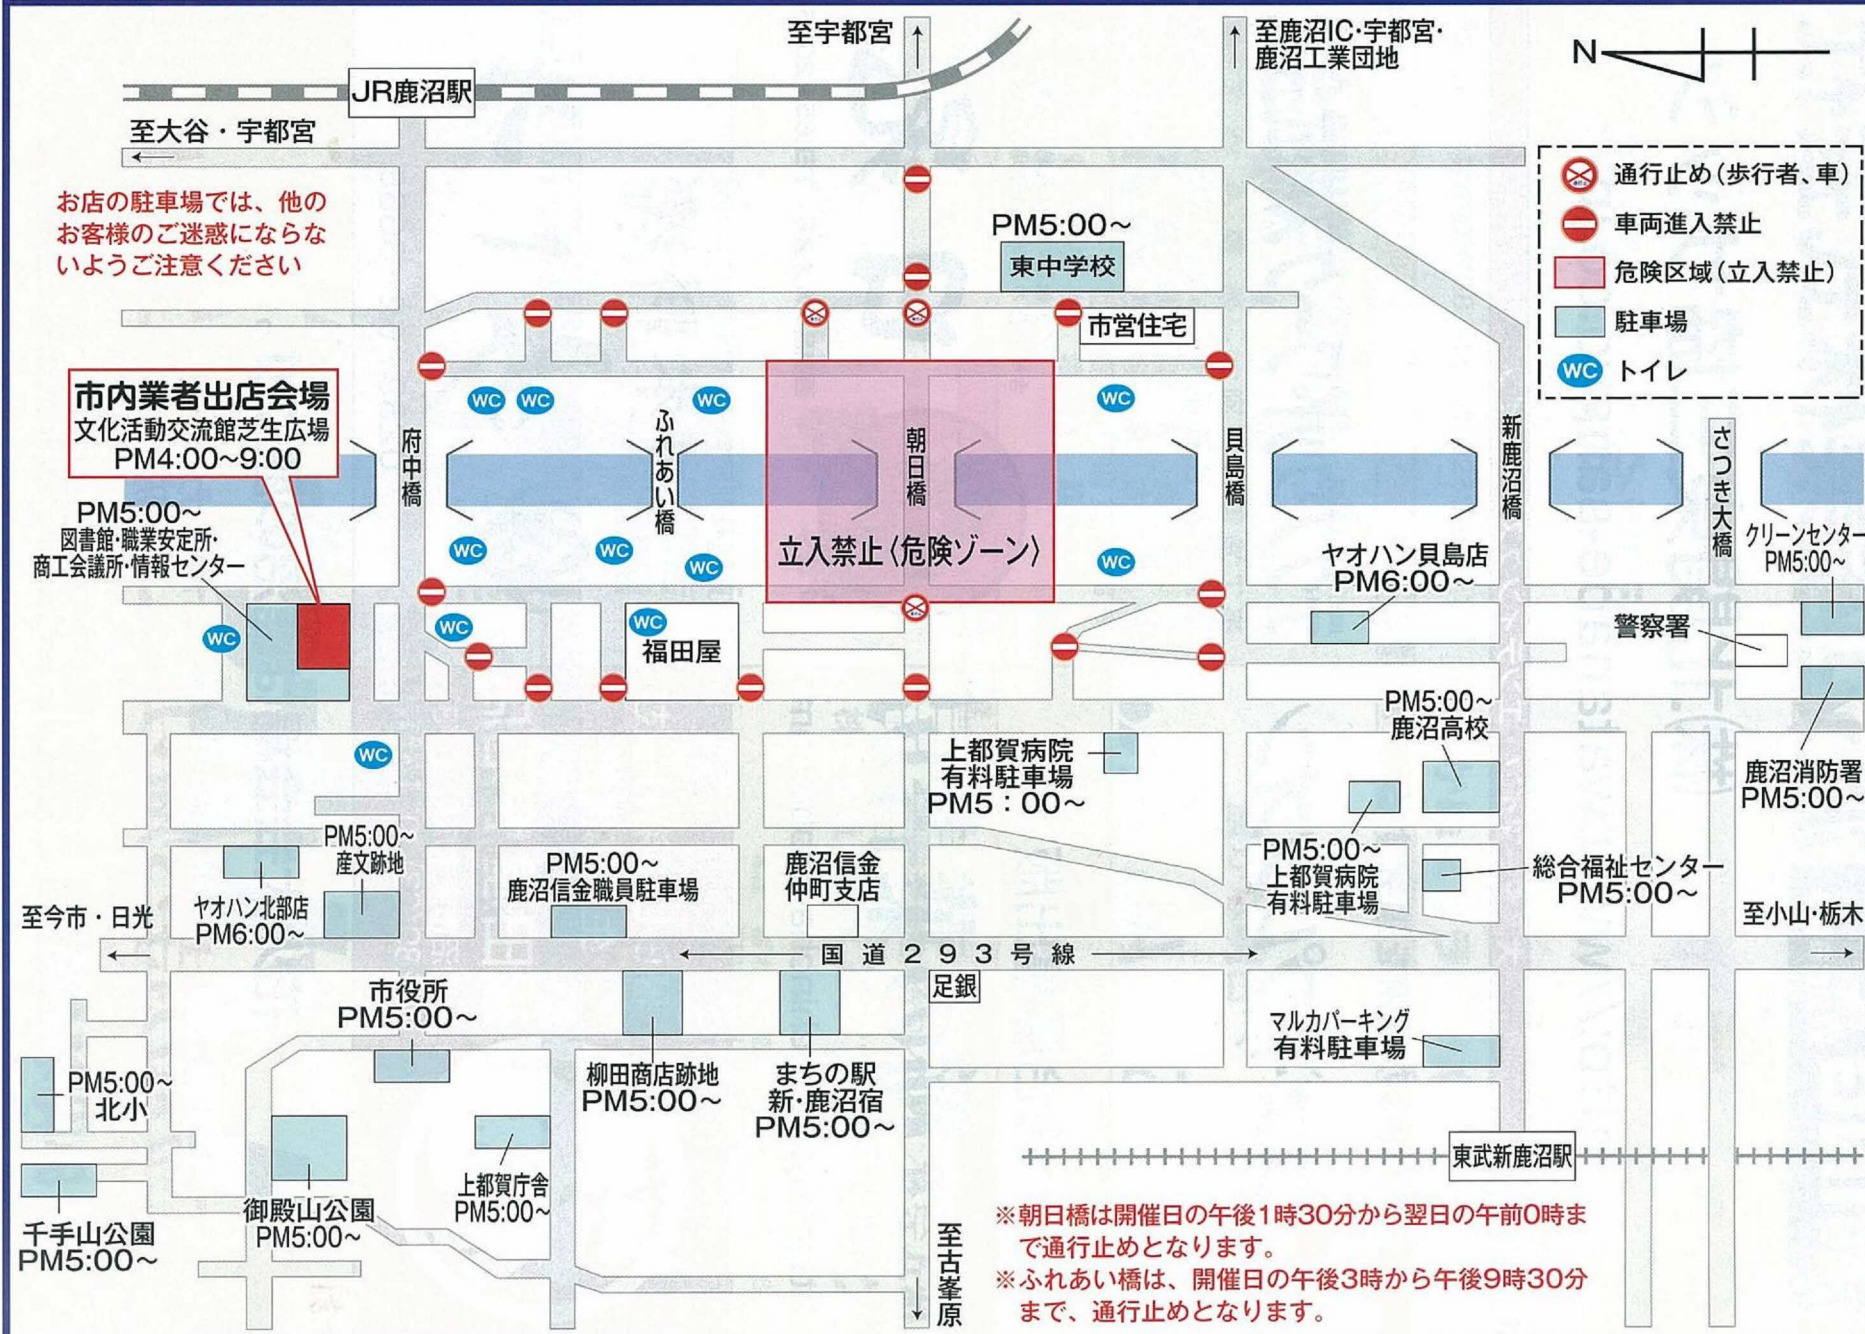 至宇都宮
至鹿沼IC・宇都宮・
鹿沼工業団地
N
JR鹿沼駅
至大谷・宇都宮
お店の駐車場では、他の
お客様のご迷惑にならな
いようご注意ください
PM5:00～
東中学校
市営住宅
通行止め(歩行者、車)
車両進入禁止
危険区域(立入禁止)
駐車場
WC トイレ
市内業者出店会場
文化活動交流館芝生広場
PM4:00～9:00
WC
WC
WC
WC
府中橋
ふれあい橋
朝日橋
貝島橋
新鹿沼橋
さつき大橋
PM5:00～
図書館・職業安定所・
商工会議所・情報センター
WC
WC
WC
WC
立入禁止〈危険ゾーン〉
ヤオハン貝島店
PM6:00～
クリーンセンター
PM5:00～
WC
WC
WC
福田屋
警察署
PM5:00～
鹿沼高校
WC
上都賀病院
有料駐車場
PM5：00～
鹿沼消防署
PM5:00～
PM5:00～
産文跡地
PM5:00～
鹿沼信金職員駐車場
鹿沼信金
仲町支店
PM5:00～
上都賀病院
有料駐車場
総合福祉センター
PM5:00～
至今市・日光
ヤオハン北部店
PM6:00～
至小山・栃木
国道293号線
足銀
市役所
PM5:00～
マルカパーキング
有料駐車場
PM5:00～
北小
柳田商店跡地
PM5:00～
まちの駅
新・鹿沼宿
PM5:00～
東武新鹿沼駅
千手山公園
PM5:00～
御殿山公園
PM5:00～
上都賀庁舎
PM5:00～
至古峯原
※朝日橋は開催日の午後1時30分から翌日の午前0時ま
で通行止めとなります。
※ふれあい橋は、開催日の午後3時から午後9時30分
まで、通行止めとなります。